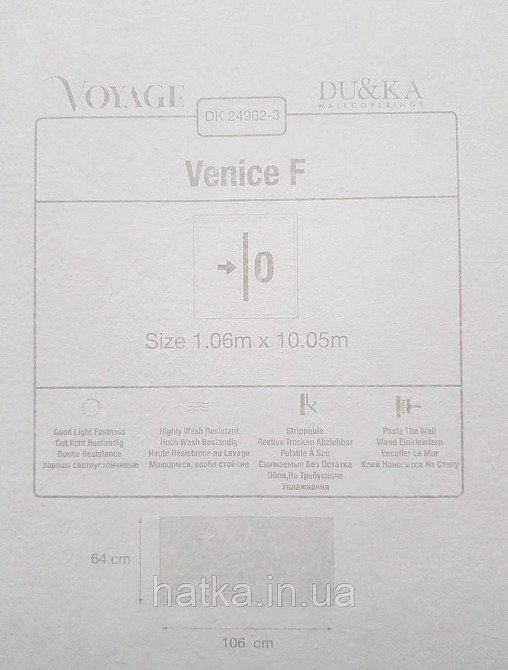 VOYAGE
DK.24962-3
DU&KA
WALLCOVERINGS
Venice F
0
Size 1.06m x 10.05m
Good Light Fastness
Gut licht Beständig
Bonne Resistance
хорошо светоустойчивые
Highly Wash Resistant
Hoch Wash Beständig
Haute Résistance au Lavage
Моющиеся, особо стойкие
Strippable
Restlos Trocken Abziehbar
Pelable À Sec
Снимаемые Без Остатка
Обои,Не Требующие
Увлажнения
Paste The Wall
Wand Einkleistern
Encoller Le Mur
Клей Наносится На Стену
64 cm
hatka.in.ua
106 cm